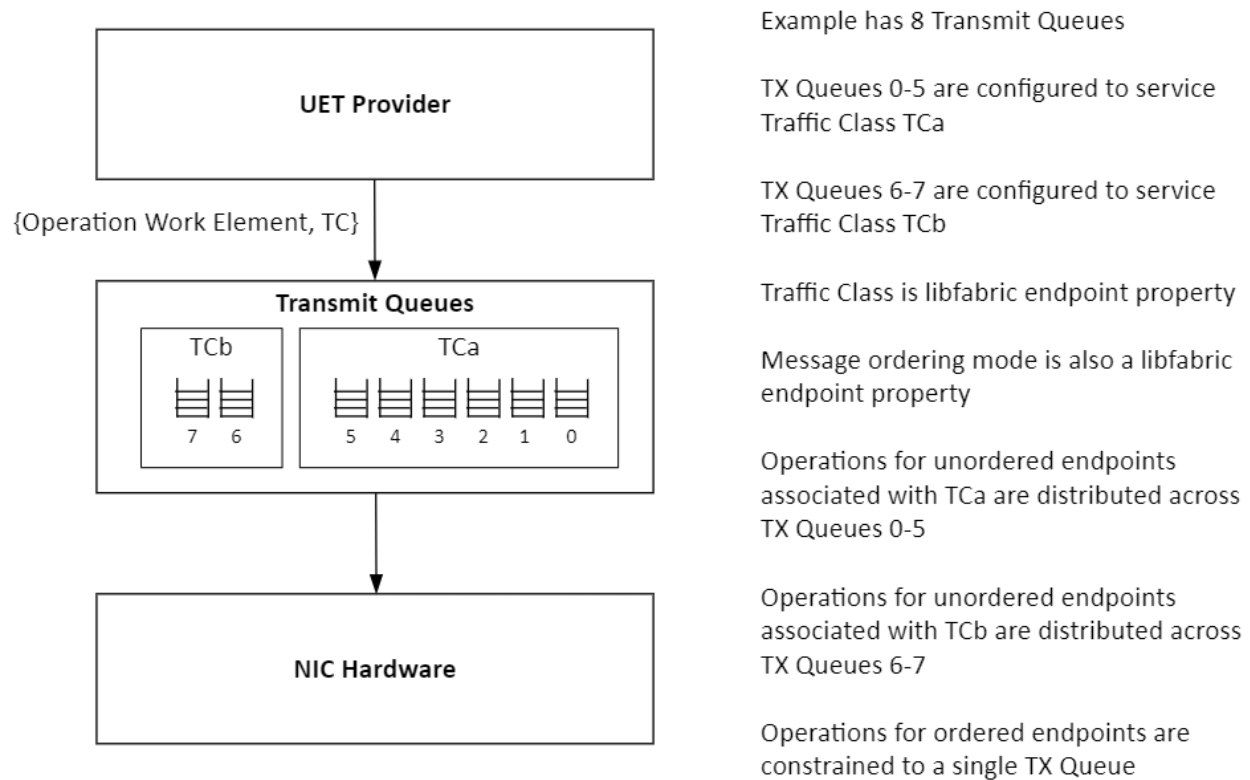 UET Provider
{Operation Work Element, TC}
Transmit Queues
TCb
TCa
7 6
5 4 3 2 1 0
NIC Hardware
Example has 8 Transmit Queues
TX Queues 0-5 are configured to service
Traffic Class TCa
TX Queues 6-7 are configured to service
Traffic Class TCb
Traffic Class is libfabric endpoint property
Message ordering mode is also a libfabric
endpoint property
Operations for unordered endpoints
associated with TCa are distributed across
TX Queues 0-5
Operations for unordered endpoints
associated with TCb are distributed across
TX Queues 6-7
Operations for ordered endpoints are
constrained to a single TX Queue